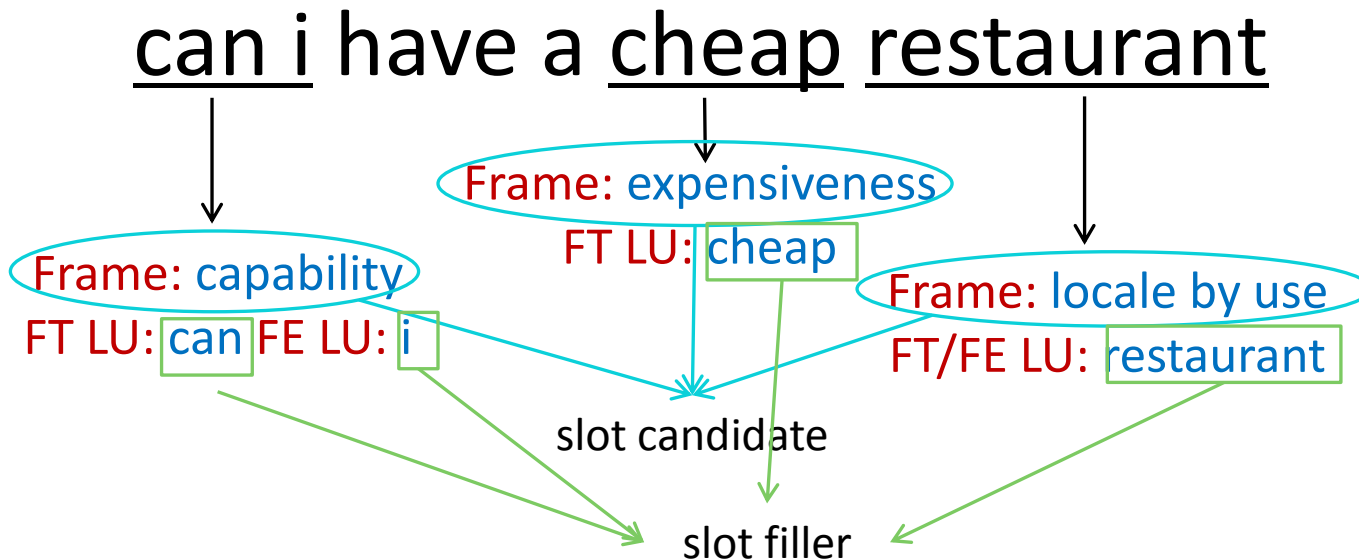 can i have a cheap restaurant
Frame: expensiveness
FT LU: cheap
Frame: capability
FT LU: can FE LU: i
Frame: locale by use
FT/FE LU: restaurant
slot candidate
slot filler